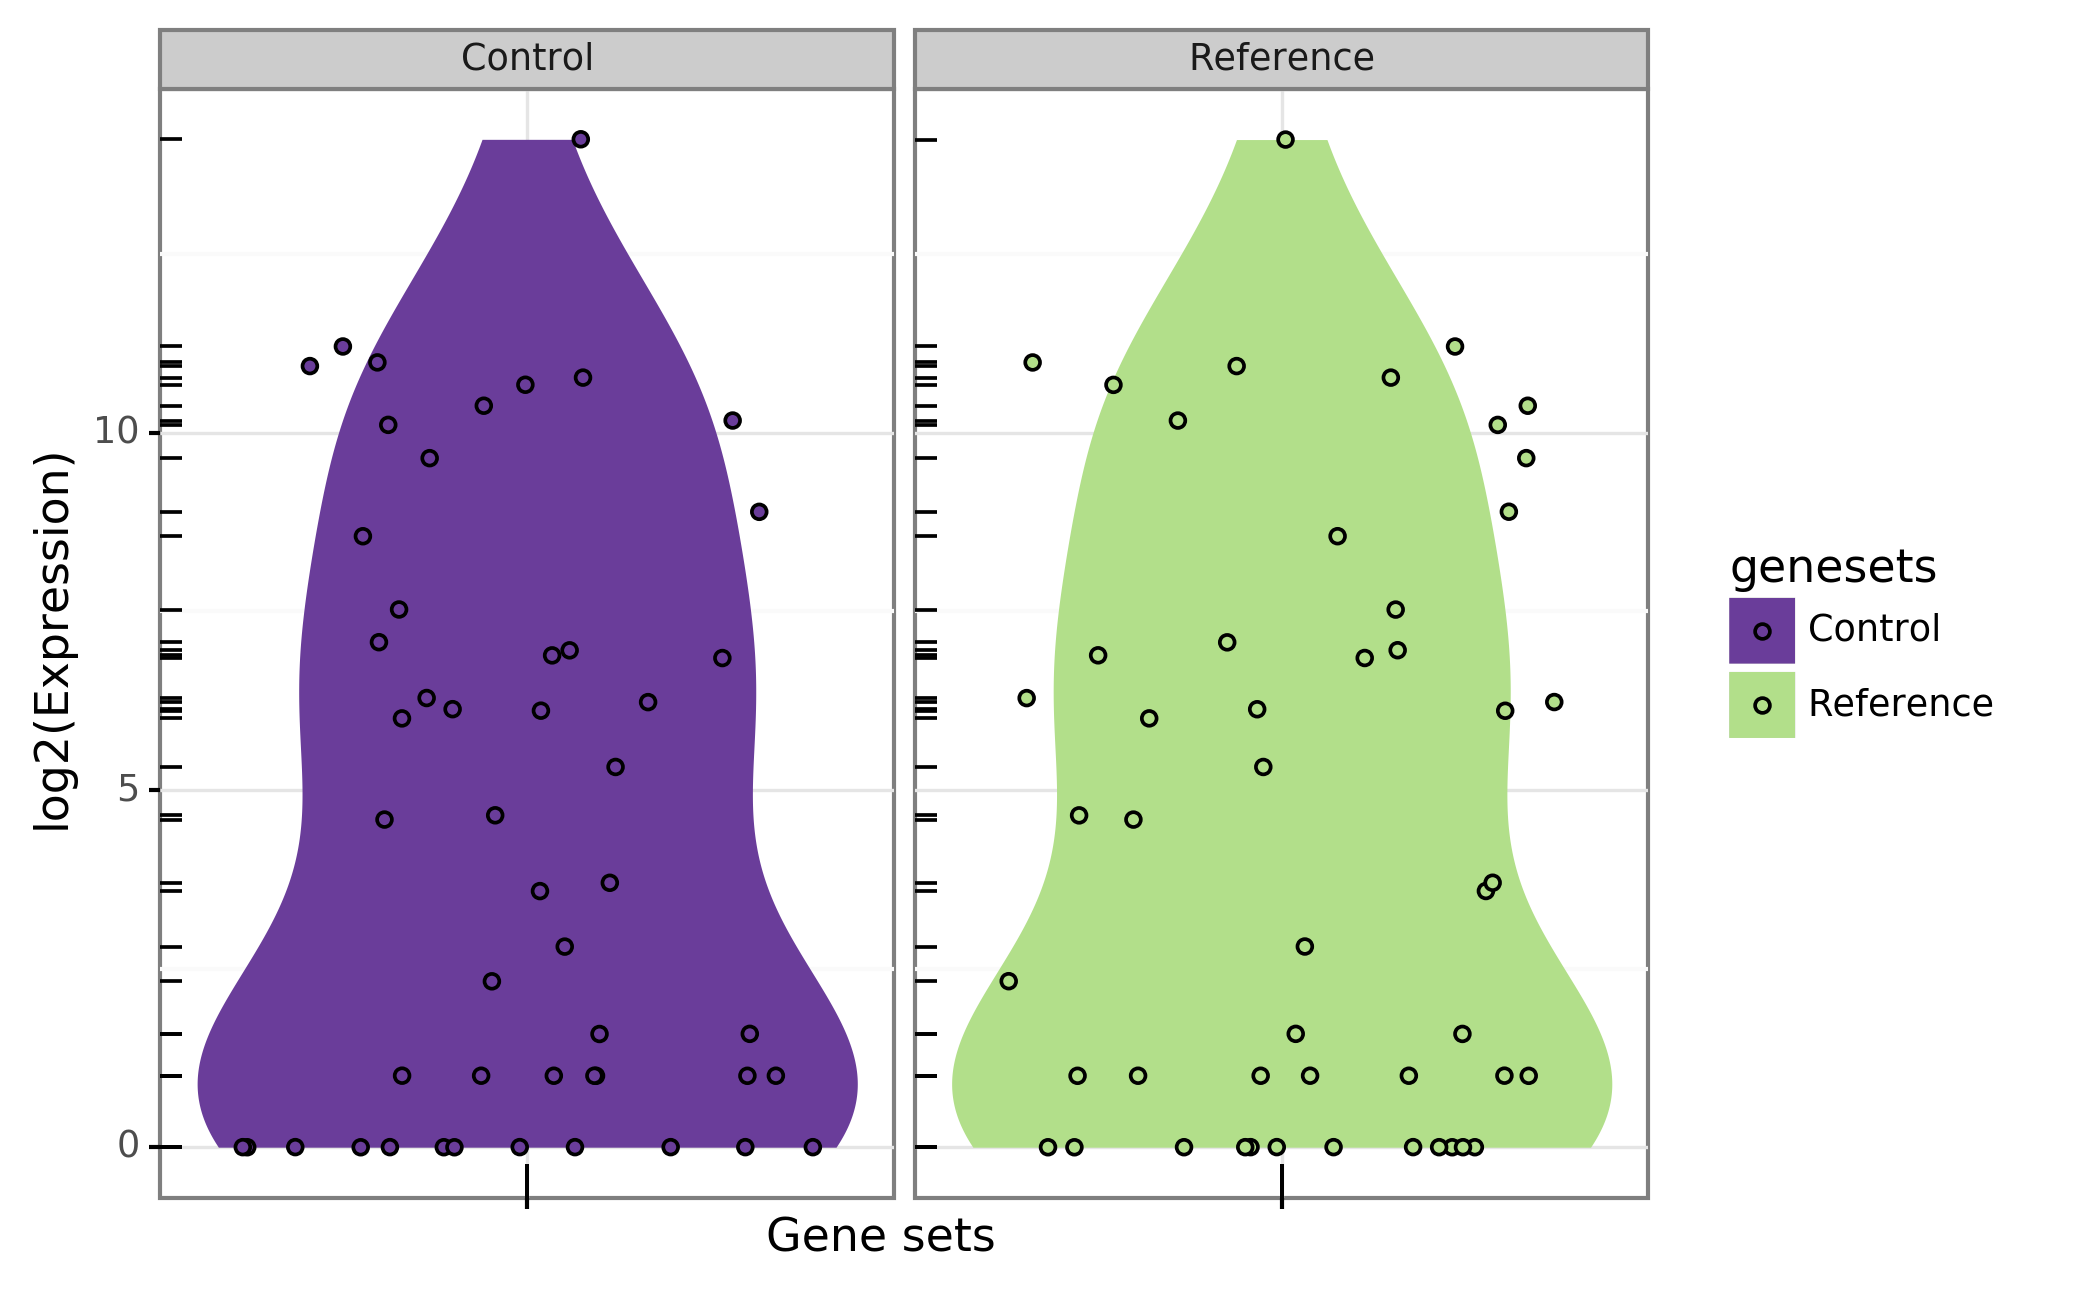 Control
Reference
log2(Expression)
10
5
0
Gene sets
genesets
Control
Reference